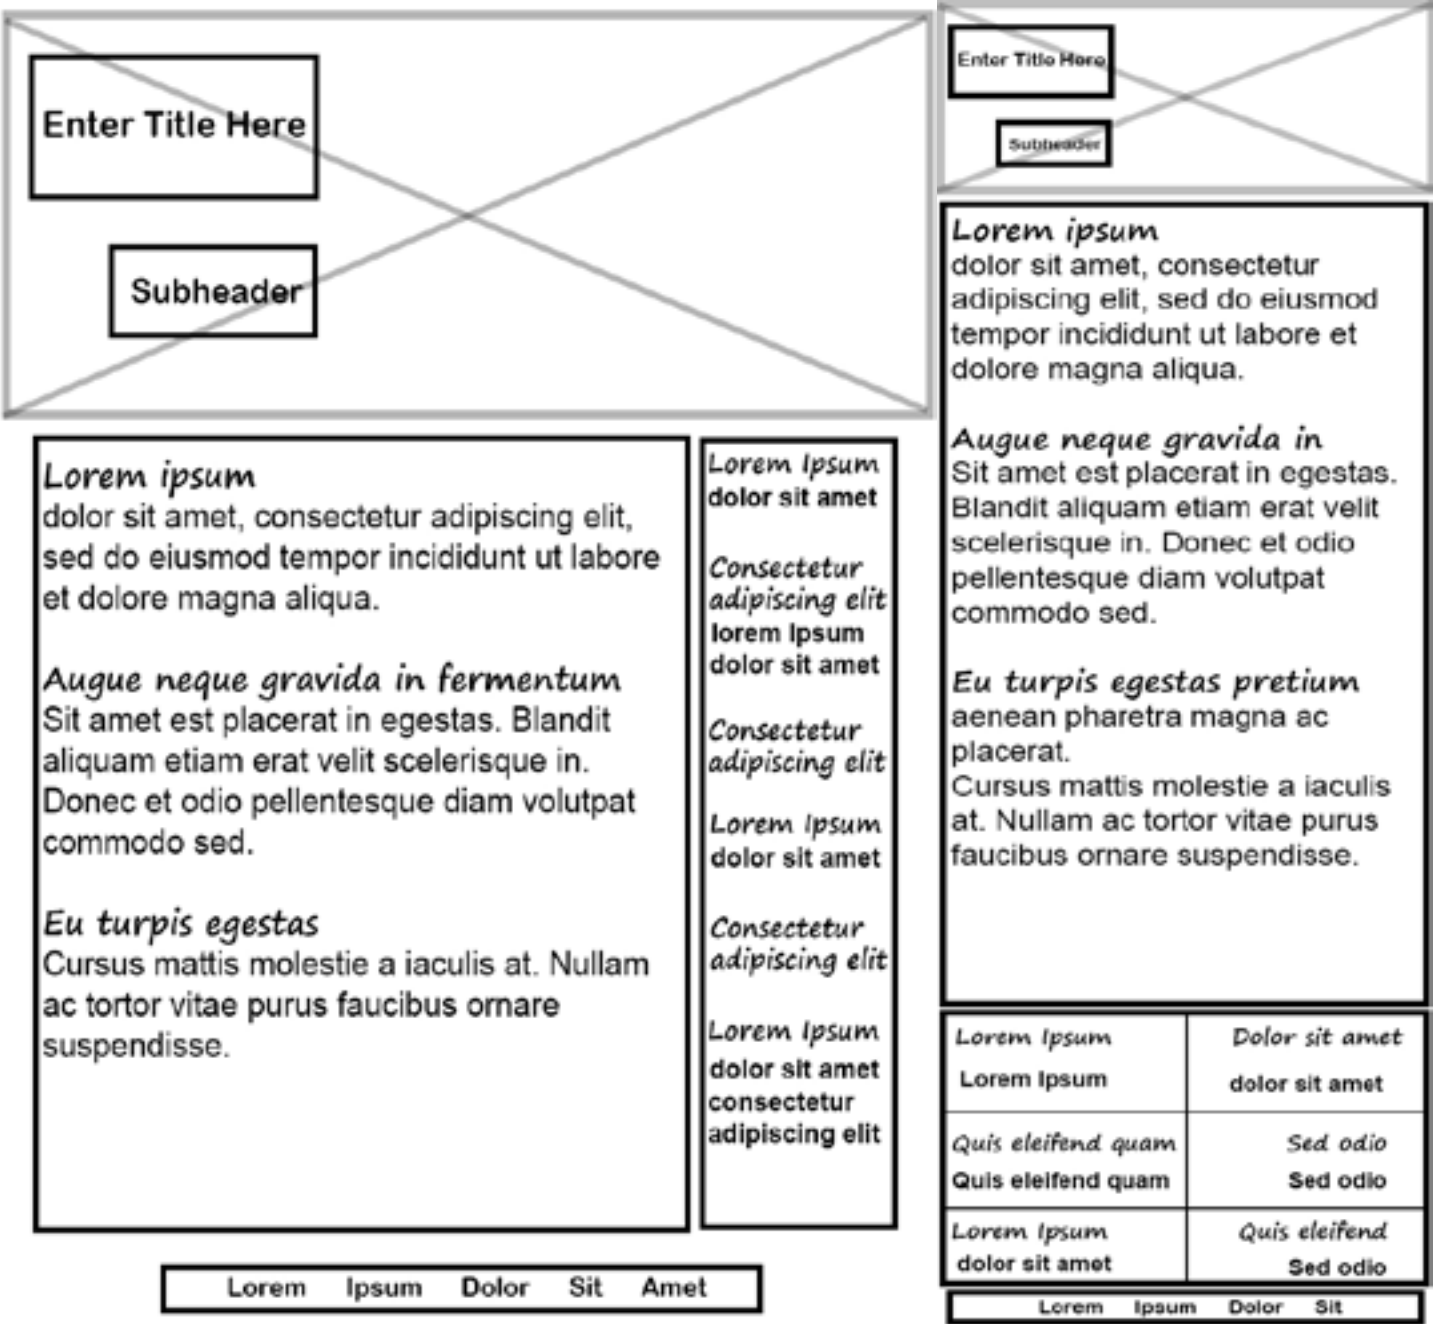 Enter Title Here
Subheader
Lorem ipsum
dolor sit amet, consectetur adipiscing elit,
sed do eiusmod tempor incididunt ut labore
et dolore magna aliqua.
Augue neque gravida in fermentum
Sit amet est placerat in egestas. Blandit
aliquam etiam erat velit scelerisque in.
Donec et odio pellentesque diam volutpat
commodo sed.
Eu turpis egestas
Cursus mattis molestie a iaculis at. Nullam
ac tortor vitae purus faucibus ornare
suspendisse.
Lorem Ipsum
dolor sit amet
Consectetur
adipiscing elit
lorem Ipsum
dolor sit amet
Consectetur
adipiscing elit
Lorem Ipsum
dolor sit amet
Consectetur
adipiscing elit
Lorem Ipsum
dolor sit amet
consectetur
adipiscing elit
Lorem Ipsum Dolor Sit Amet
Enter Title Here
Subheader
Lorem ipsum
dolor sit amet, consectetur
adipiscing elit, sed do eiusmod
tempor incididunt ut labore et
dolore magna aliqua.
Augue neque gravida in
Sit amet est placerat in egestas.
Blandit aliquam etiam erat velit
scelerisque in. Donec et odio
pellentesque diam volutpat
commodo sed.
Eu turpis egestas pretium
aenean pharetra magna ac
placerat.
Cursus mattis molestie a iaculis
at. Nullam ac tortor vitae purus
faucibus ornare suspendisse.
Lorem Ipsum
Lorem Ipsum
Dolor sit amet
dolor sit amet
Quis eleifend quam
Quis eleifend quam
Sed odio
Sed odio
Lorem Ipsum
dolor sit amet
Quis eleifend
Sed odio
Lorem Ipsum Dolor Sit